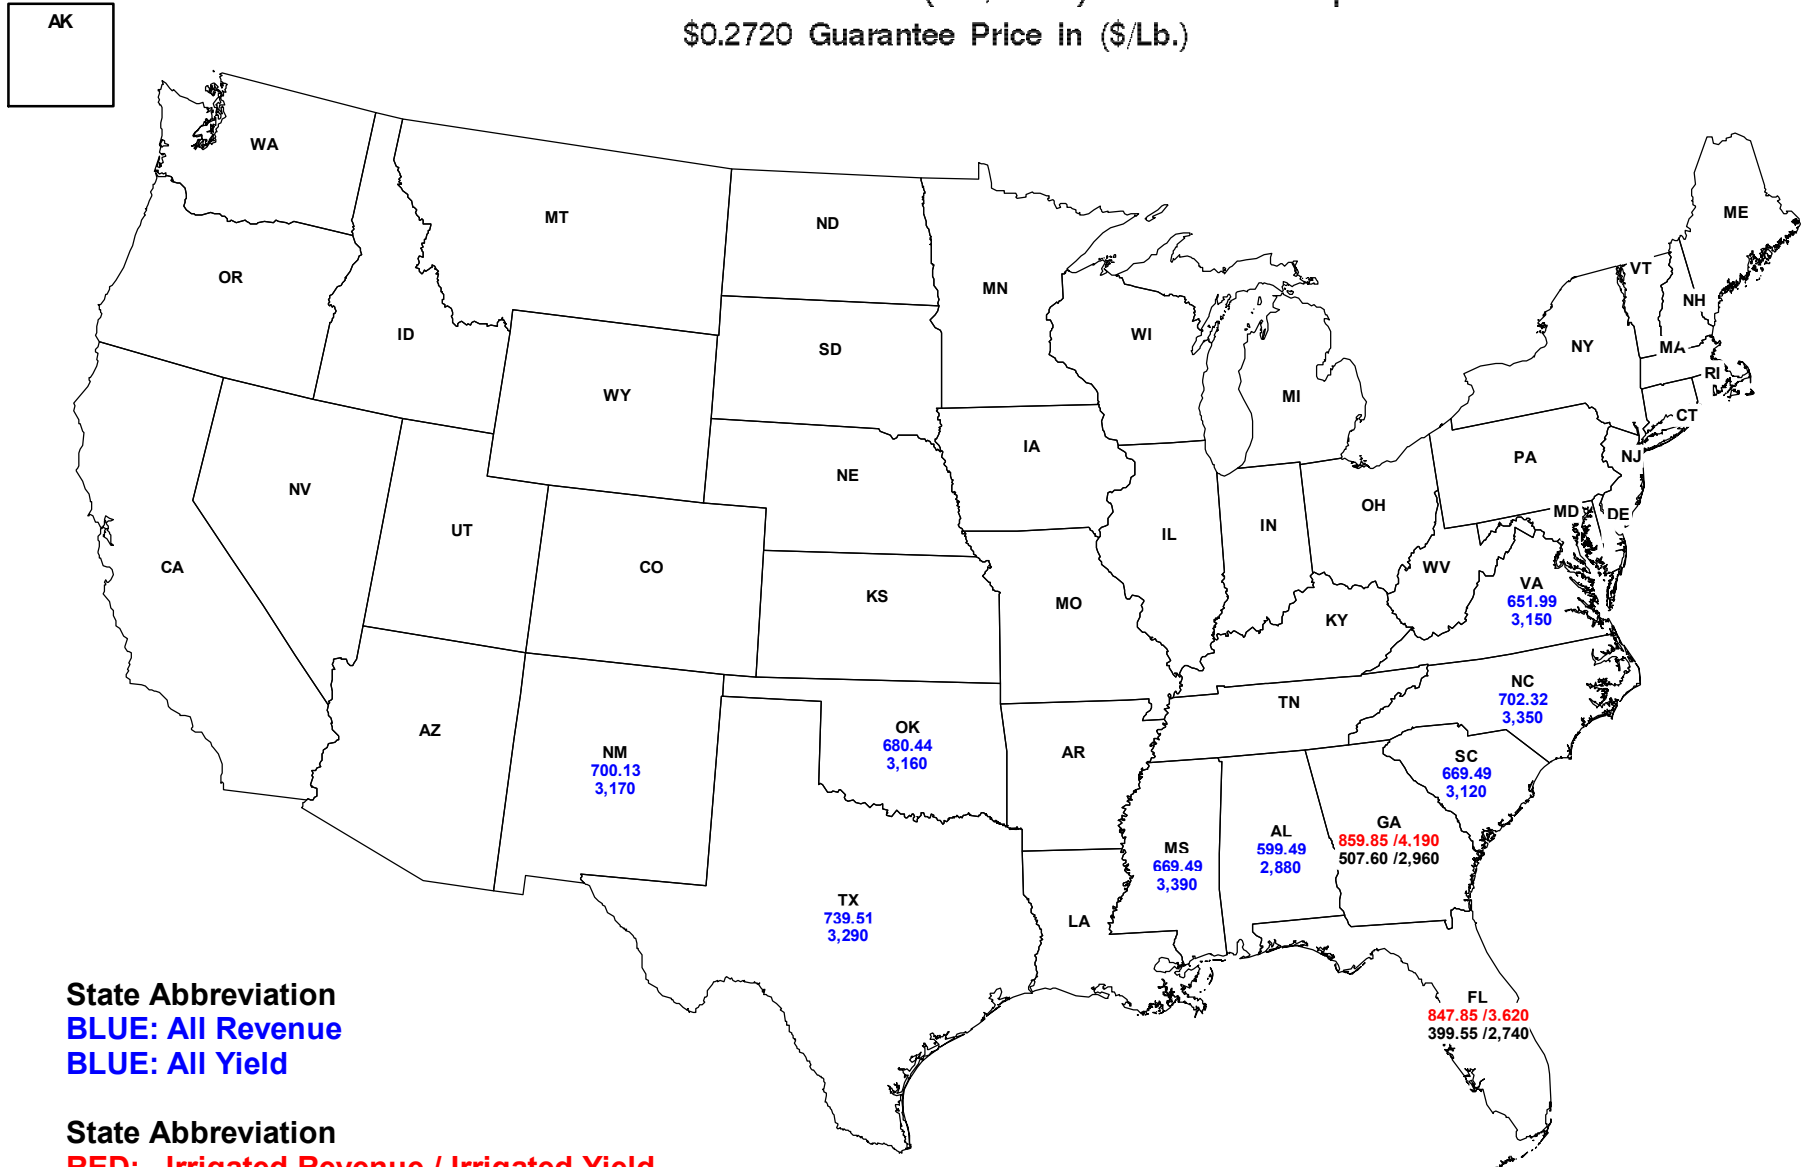 AK
$0.2720 Guarantee Price in ($/Lb.)
WA
MT
ND
ME
OR
MN
VT
NH
ID
WI
SD
NY
MA
RI
WY
MI
CT
IA
PA
NJ
NE
NV
OH
MD
DE
UT
IL
IN
CA
CO
WV
VA
651.99
3,150
KS
MO
KY
NC
702.32
3,350
TN
AZ
NM
700.13
3,170
OK
680.44
3,160
AR
SC
669.49
3,120
GA
859.85 /4.190
507.60 /2,960
AL
599.49
2,880
MS
669.49
3,390
TX
739.51
3,290
LA
FL
847.85 /3.620
399.55 /2,740
State Abbreviation
BLUE: All Revenue
BLUE: All Yield
State Abbreviation
RED: Irrigated Revenue / Irrigated Yield